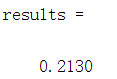 results =
0.2130